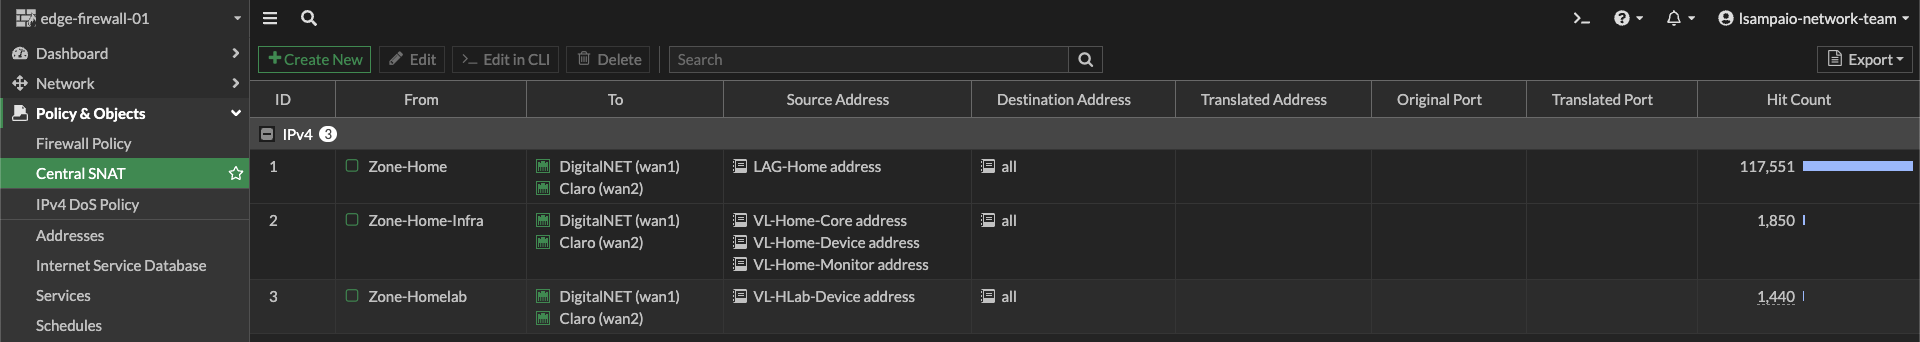 edge-firewall-01
lsampaio-network-team
Dashboard
Network
Policy & Objects
Firewall Policy
Central SNAT
IPv4 DoS Policy
Addresses
Internet Service Database
Services
Schedules
Create New Edit Edit in CLI Delete Search Export
ID From To Source Address Destination Address Translated Address Original Port Translated Port Hit Count
IPv4 3
1 Zone-Home DigitalNET (wan1) LAG-Home address all 117,551
Claro (wan2)
2 Zone-Home-Infra DigitalNET (wan1) VL-Home-Core address all 1,850
Claro (wan2) VL-Home-Device address
VL-Home-Monitor address
3 Zone-Homelab DigitalNET (wan1) VL-HLab-Device address all 1,440
Claro (wan2)